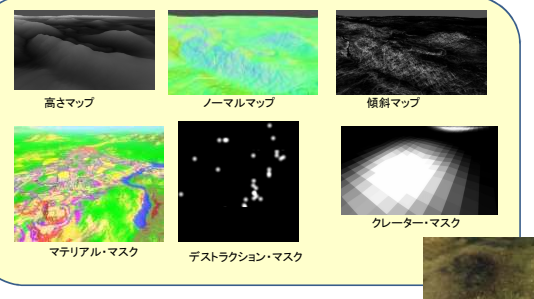 高さマップ
ノーマルマップ
傾斜マップ
マテリアル・マスク
デストラクション・マスク
クレーター・マスク